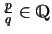 p/q ∈ ℚ